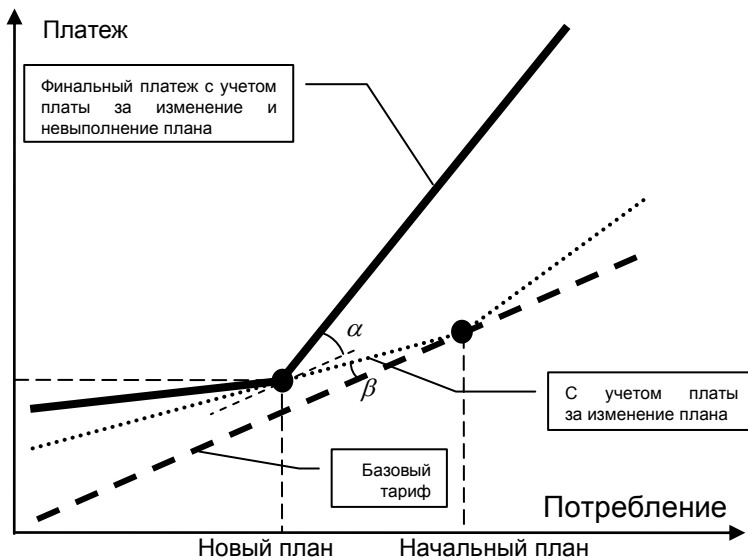 Платеж
Финальный платеж с учетом
платы за изменение и
невыполнение плана
α
β
С учетом платы
за изменение плана
Базовый
тариф
Потребление
Новый план
Начальный план